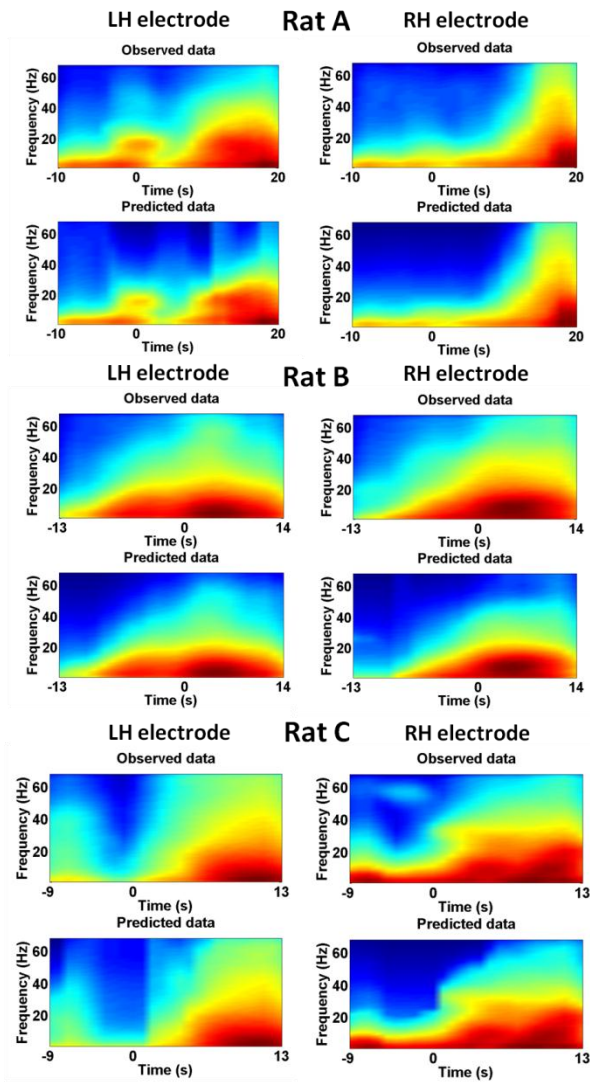 LH electrode Rat A RH electrode
Observed data Observed data
Frequency (Hz) 60 40 20 Frequency (Hz) 60 40 20
-10 0 20 -10 0 20
Time (s) Time (s)
Predicted data Predicted data
Frequency (Hz) 60 40 20 Frequency (Hz) 60 40 20
-10 0 20 -10 0 20
Time (s) Time (s)
LH electrode Rat B RH electrode
Observed data Observed data
Frequency (Hz) 60 40 20 Frequency (Hz) 60 40 20
-13 0 14 -13 0 14
Time (s) Time (s)
Predicted data Predicted data
Frequency (Hz) 60 40 20 Frequency (Hz) 60 40 20
-13 0 14 -13 0 14
Time (s) Time (s)
LH electrode Rat C RH electrode
Observed data Observed data
Frequency (Hz) 60 40 20 Frequency (Hz) 60 40 20
-9 0 13 -9 0 13
Time (s) Time (s)
Predicted data Predicted data
Frequency (Hz) 60 40 20 Frequency (Hz) 60 40 20
-9 0 13 -9 0 13
Time (s) Time (s)